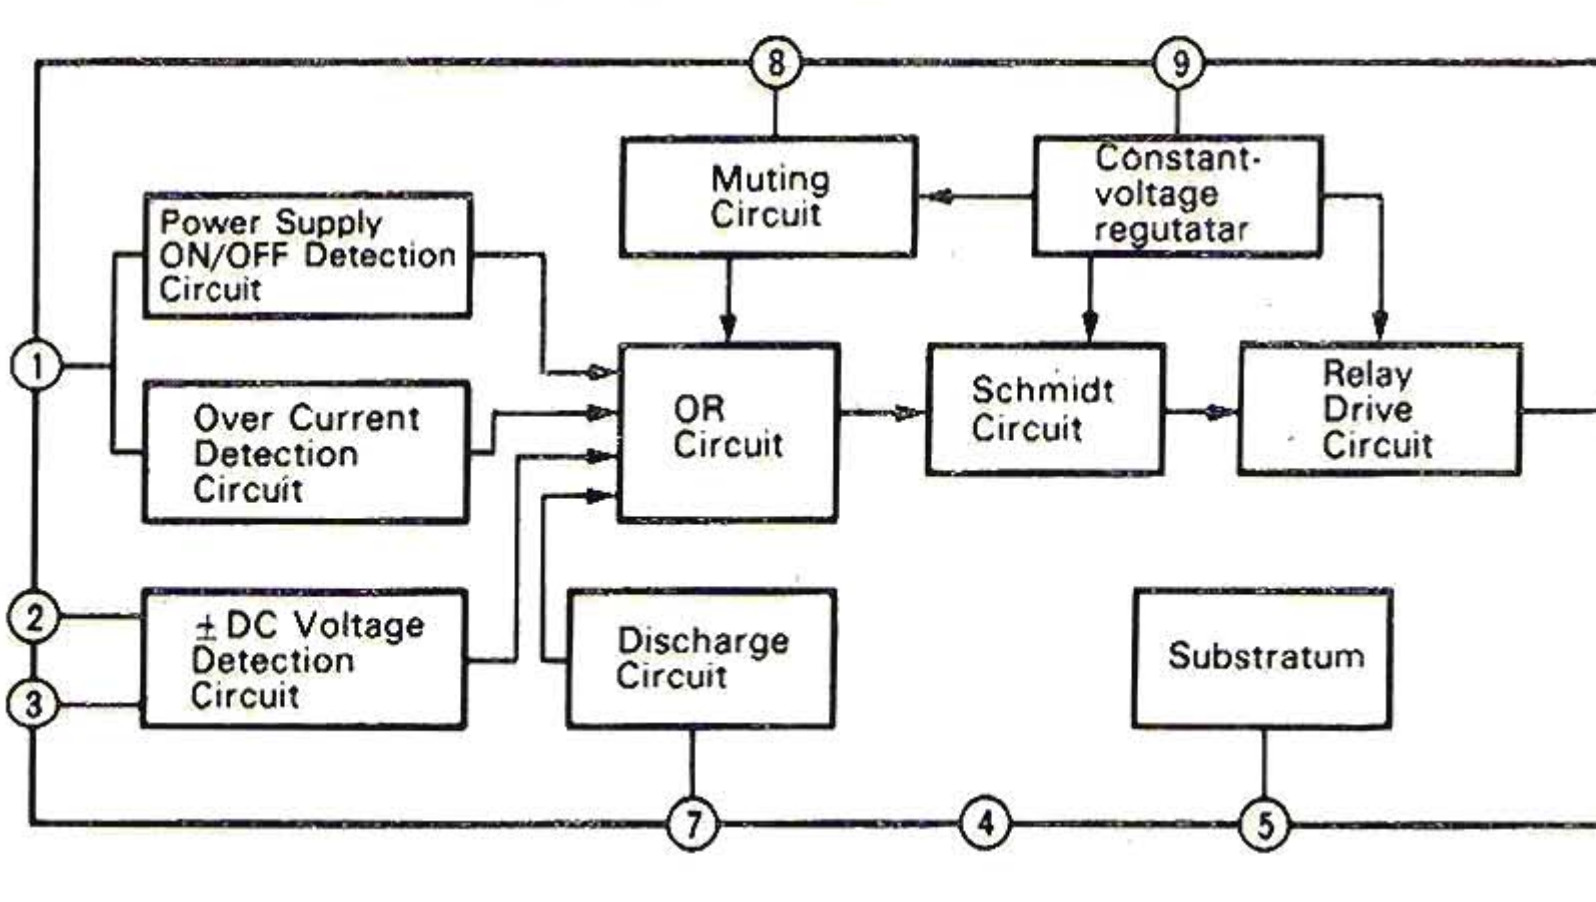 8
9
Muting
Circuit
Constant-
voltage
regutatar
Power Supply
ON/OFF Detection
Circuit
1
Over Current
Detection
Circuit
OR
Circuit
Schmidt
Circuit
Relay
Drive
Circuit
2
3
± DC Voltage
Detection
Circuit
Discharge
Circuit
Substratum
7
4
5